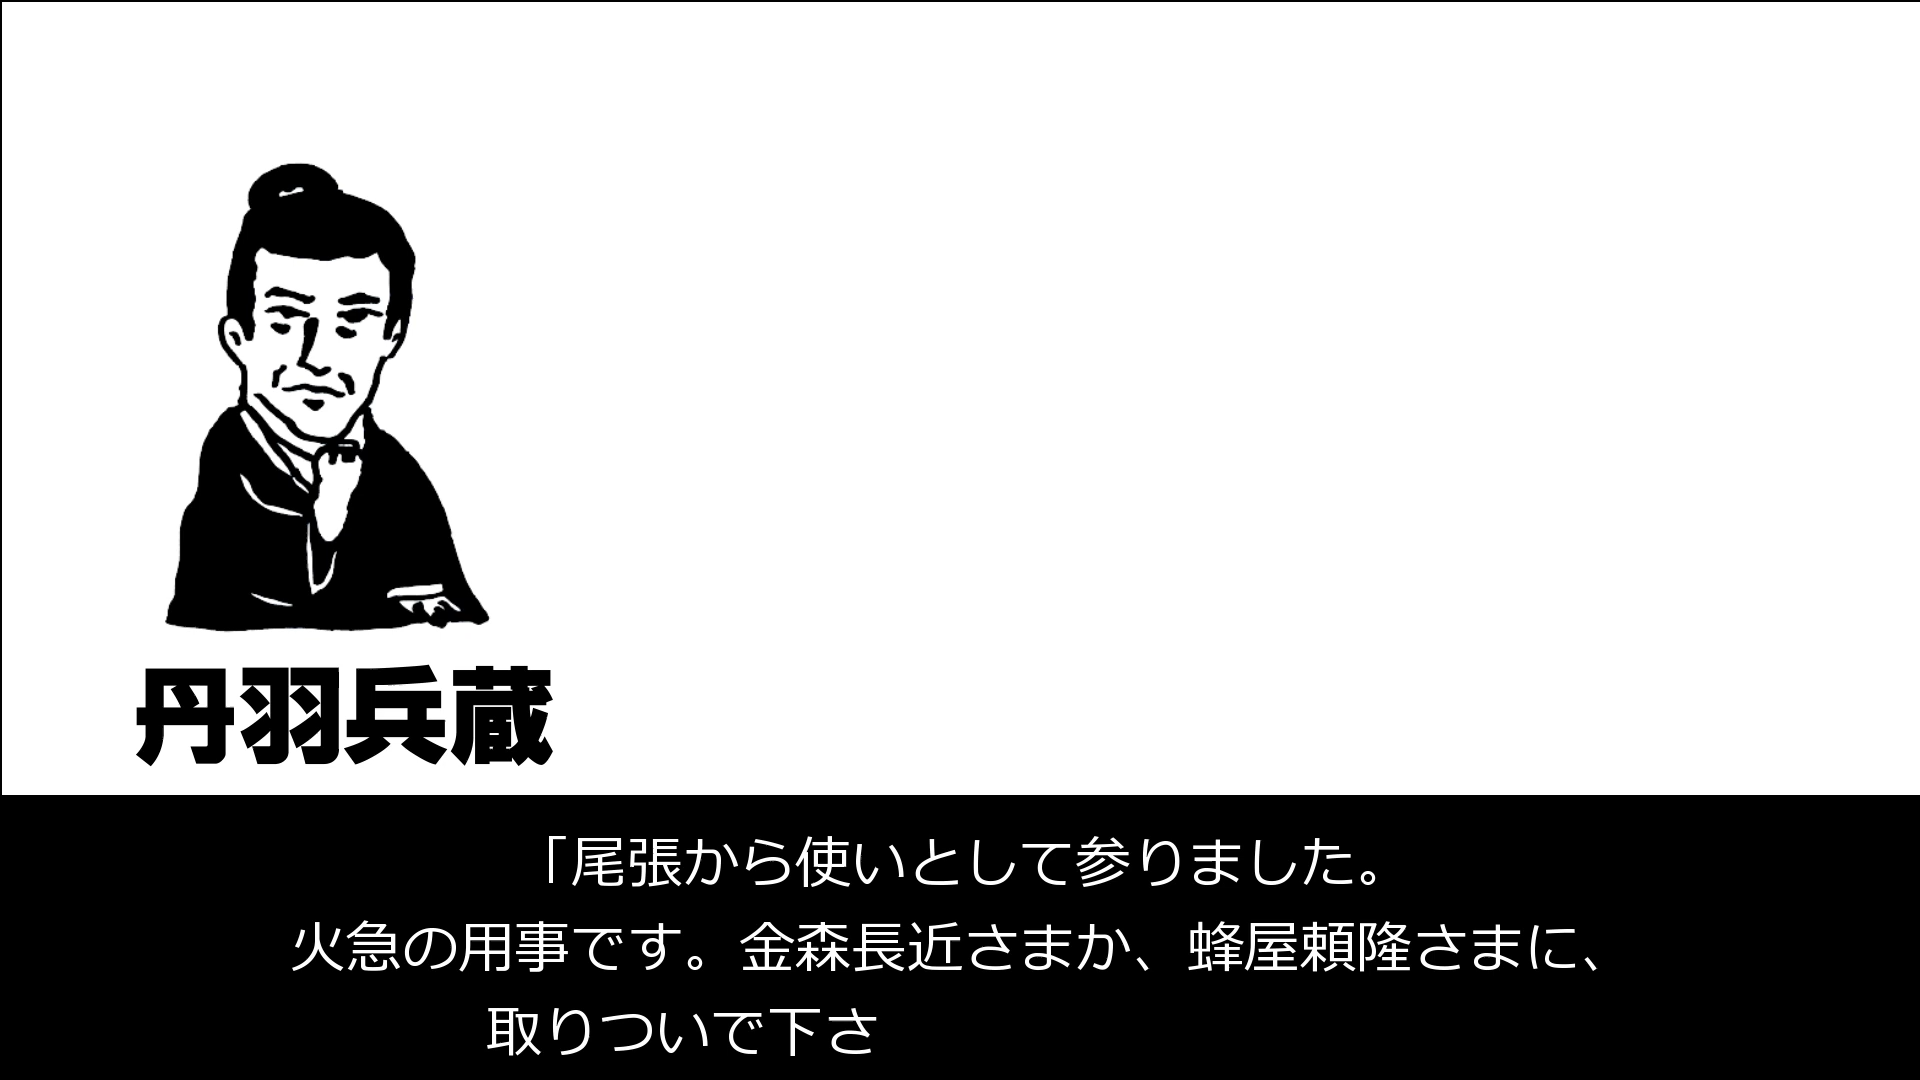 丹羽兵蔵
「尾張から使いとして参りました。
火急の用事です。金森長近さまか、蜂屋頼隆さまに、
取りついで下さ